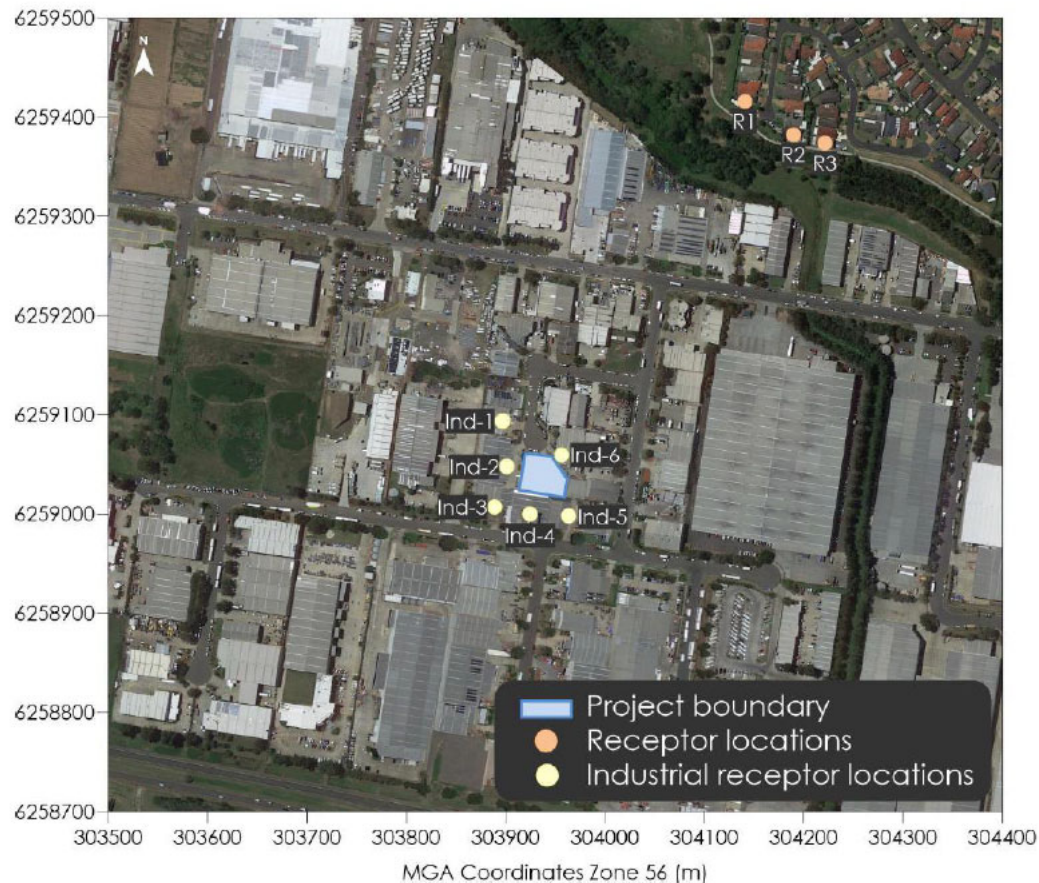 6259500
N
6259400
R1
R2
R3
6259300
6259200
6259100
Ind-1
Ind-6
Ind-2
Ind-3
6259000
Ind-4
Ind-5
6258900
6258800
Project boundary
Receptor locations
Industrial receptor locations
6258700
303500 303600 303700 303800 303900 304000 304100 304200 304300 304400
MGA Coordinates Zone 56 (m)